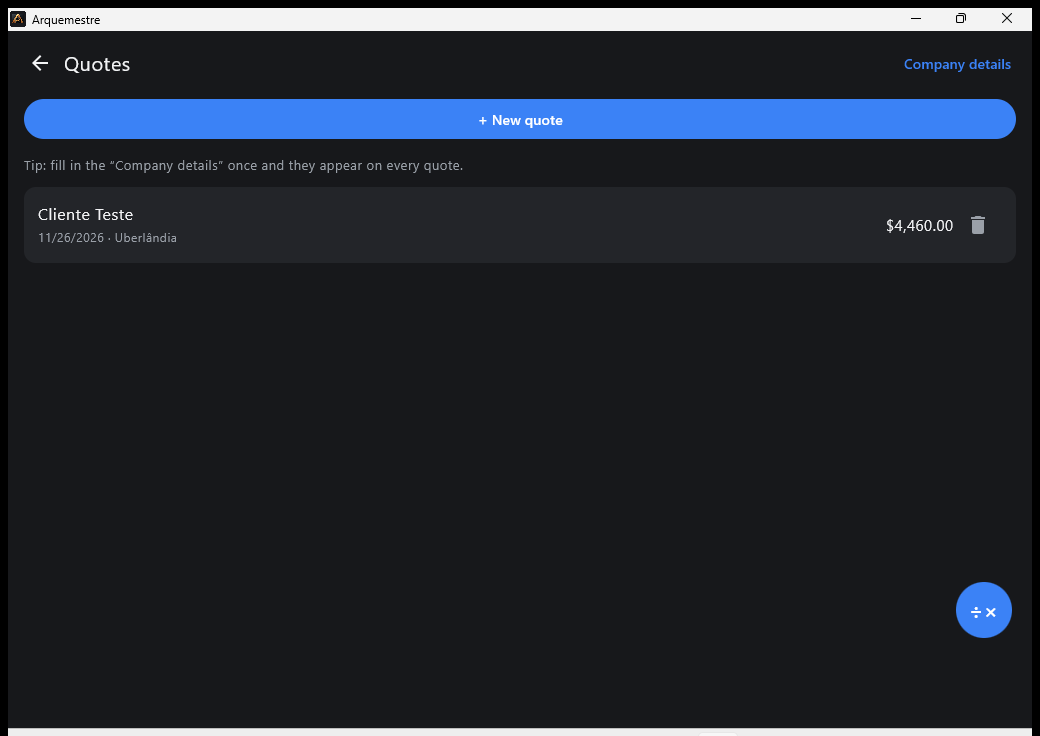 Arquemestre
Quotes
Company details
+ New quote
Tip: fill in the “Company details” once and they appear on every quote.
Cliente Teste
11/26/2026 · Uberlândia
$4,460.00
÷×